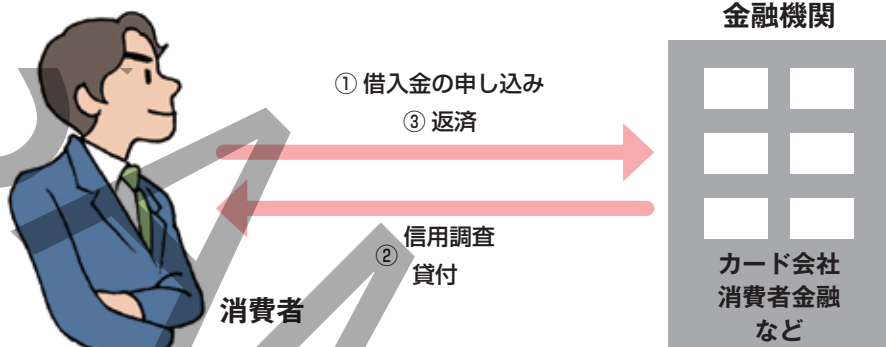 金融機関
① 借入金の申し込み
③ 返済
② 信用調査
貸付
消費者
カード会社
消費者金融
など